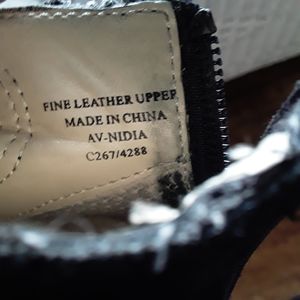 FINE LEATHER UPPER
MADE IN CHINA
AV-NIDIA
C267/4288